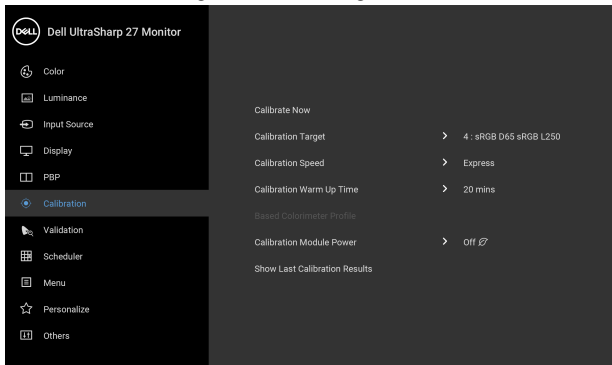 DELL
Dell UltraSharp 27 Monitor
Color
Luminance
Input Source
Display
PBP
Calibration
Validation
Scheduler
Menu
Personalize
Others
Calibrate Now
Calibration Target 4 : sRGB D65 sRGB L250
Calibration Speed Express
Calibration Warm Up Time 20 mins
Based Colorimeter Profile
Calibration Module Power Off
Show Last Calibration Results